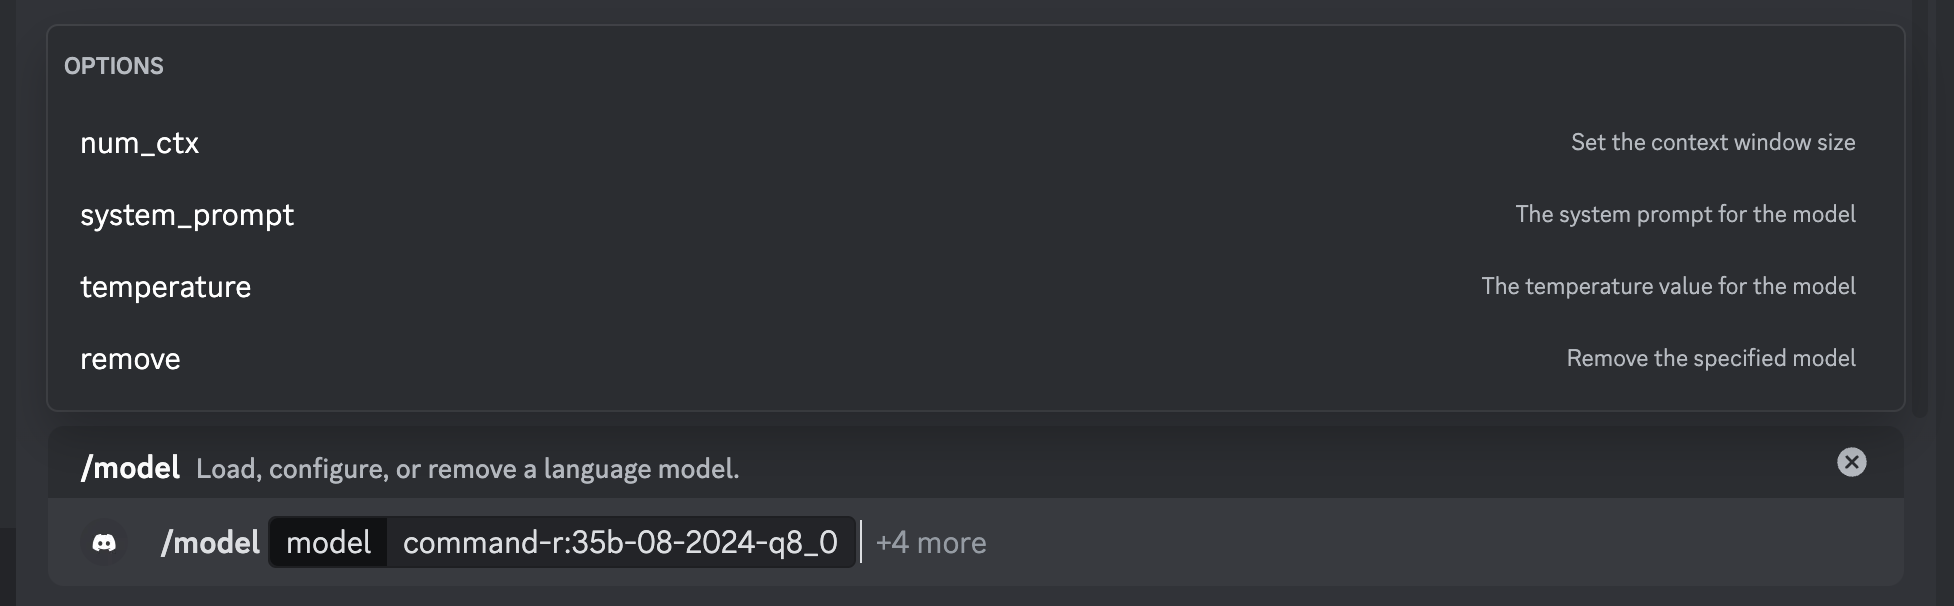 OPTIONS
num_ctx Set the context window size
system_prompt The system prompt for the model
temperature The temperature value for the model
remove Remove the specified model
/model Load, configure, or remove a language model.
/model model command-r:35b-08-2024-q8_0 +4 more